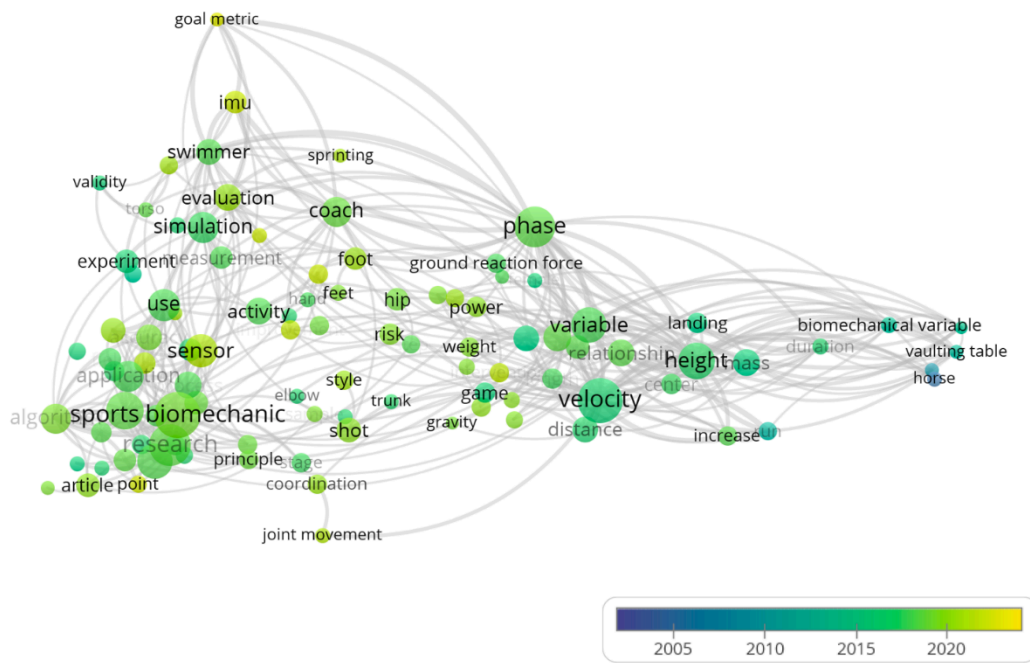 goal metric
imu
swimmer
sprinting
validity
evaluation
torso
coach
simulation
phase
measurement
experiment
foot
ground reaction force
feet
hand
use
activity
hip
power
variable
landing
biomechanical variable
risk
sensor
weight
relationship
height
mass
duration
vaulting table
application
style
center
horse
elbow
trunk
game
velocity
sports biomechanic
shot
gravity
distance
increase
run
research
principle
stage
article
point
coordination
joint movement
2005
2010
2015
2020